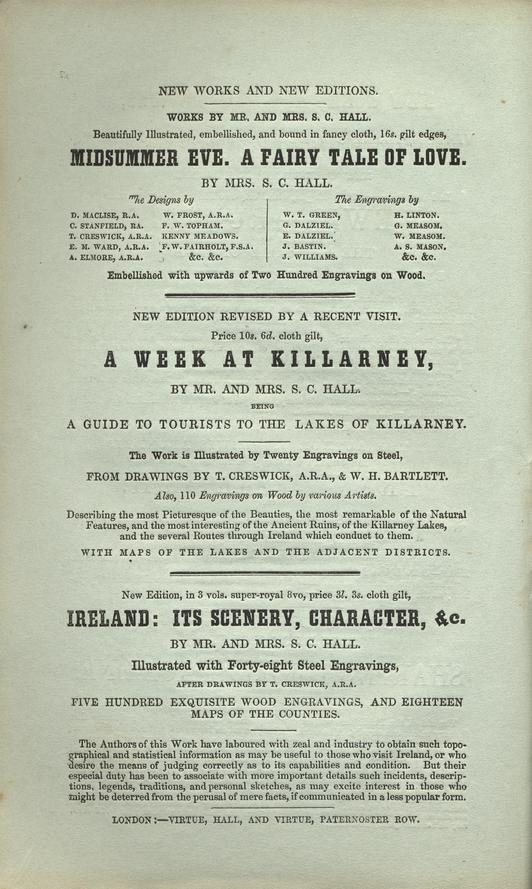 NEW WORKS AND NEW EDITIONS.
WORKS BY MR. AND MRS. S. C. HALL.
Beautifully Illustrated, embellished, and bound in fancy cloth, 16s. gilt edges,
MIDSUMMER EVE. A FAIRY TALE OF LOVE.
BY MRS. S. C. HALL.
The Designs by
D. MACLISE, R.A. W. FROST, A.R.A.
C. STANFIELD, RA. F. W. TOPHAM.
T. CRESWICK, A.R.A. KENNY MEADOWS.
E. M. WARD, A.R.A. F. W. FAIRHOLT, F.S.A.
A. ELMORE, A.R.A. &c. &c.
The Engravings by
W. T. GREEN, H. LINTON.
G. DALZIEL. G. MEASOM.
E. DALZIEL. W. MEASOM.
J. BASTIN. A. S. MASON.
J. WILLIAMS. &c. &c.
Embellished with upwards of Two Hundred Engravings on Wood.
NEW EDITION REVISED BY A RECENT VISIT.
Price 10s. 6d. cloth gilt,
A WEEK AT KILLARNEY,
BY MR. AND MRS. S. C. HALL.
BEING
A GUIDE TO TOURISTS TO THE LAKES OF KILLARNEY.
The Work is Illustrated by Twenty Engravings on Steel,
FROM DRAWINGS BY T. CRESWICK, A.R.A., & W. H. BARTLETT.
Also, 110 Engravings on Wood by various Artists.
Describing the most Picturesque of the Beauties, the most remarkable of the Natural
Features, and the most interesting of the Ancient Ruins, of the Killarney Lakes,
and the several Routes through Ireland which conduct to them.
WITH MAPS OF THE LAKES AND THE ADJACENT DISTRICTS.
New Edition, in 3 vols. super-royal 8vo, price 3l. 3s. cloth gilt,
IRELAND: ITS SCENERY, CHARACTER, &c.
BY MR. AND MRS. S. C. HALL.
Illustrated with Forty-eight Steel Engravings,
AFTER DRAWINGS BY T. CRESWICK, A.R.A.
FIVE HUNDRED EXQUISITE WOOD ENGRAVINGS, AND EIGHTEEN
MAPS OF THE COUNTIES.
The Authors of this Work have laboured with zeal and industry to obtain such topo-
graphical and statistical information as may be useful to those who visit Ireland, or who
desire the means of judging correctly as to its capabilities and condition. But their
especial duty has been to associate with more important details such incidents, descrip-
tions, legends, traditions, and personal sketches, as may excite interest in those who
might be deterred from the perusal of mere facts, if communicated in a less popular form.
LONDON:—VIRTUE, HALL, AND VIRTUE, PATERNOSTER ROW.